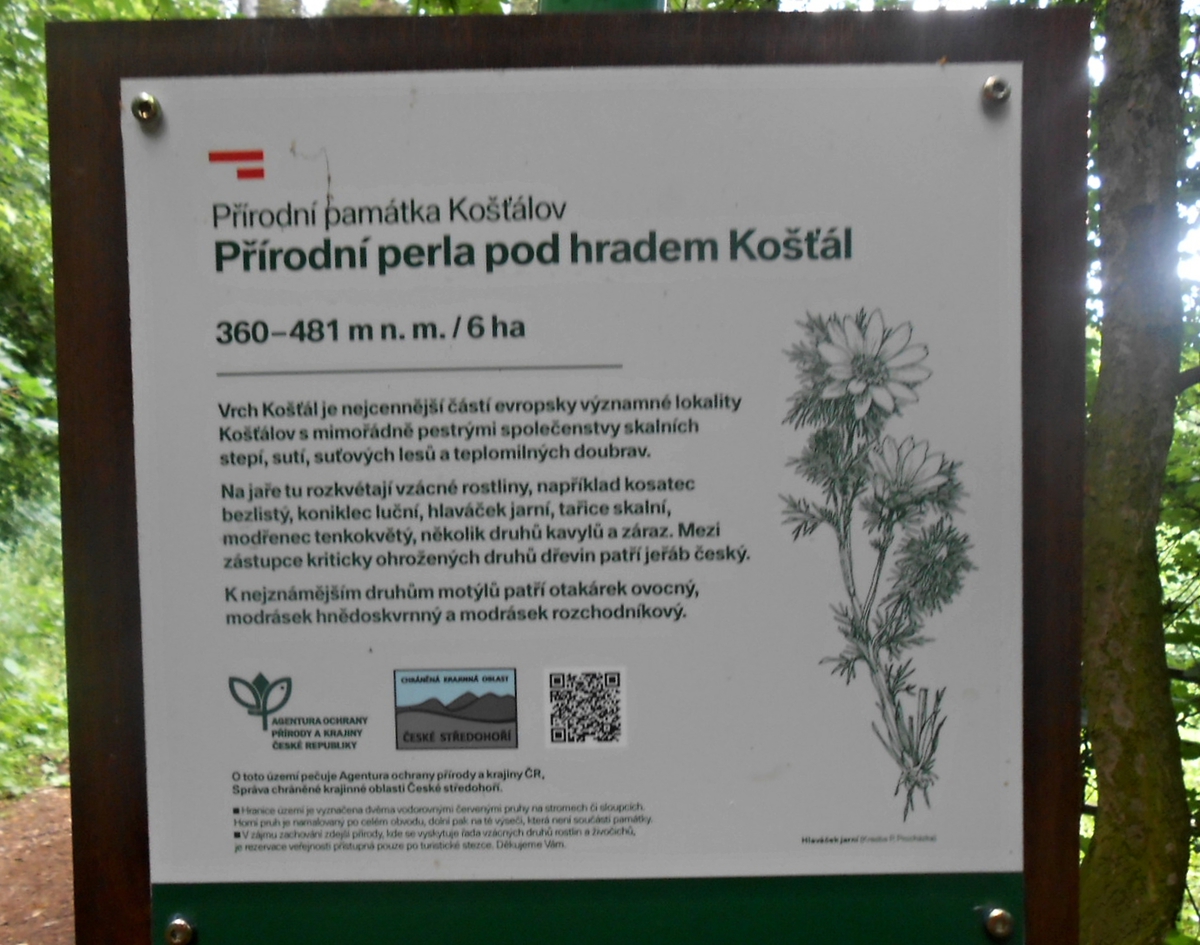 Přírodní památka Košťálov
Přírodní perla pod hradem Košťál
360–481 m n. m. / 6 ha
Vrch Košťál je nejcennější částí evropsky významné lokality
Košťálov s mimořádně pestrými společenstvy skalních
stepí, sutí, suťových lesů a teplomilných doubrav.
Na jaře tu rozkvétají vzácné rostliny, například kosatec
bezlistý, koniklec luční, hlaváček jarní, tařice skalní,
modřenec tenkokvětý, několik druhů kavylů a záraz. Mezi
zástupce kriticky ohrožených druhů dřevin patří jeřáb český.
K nejznámějším druhům motýlů patří otakárek ovocný,
modrásek hnědoskvrnný a modrásek rozchodníkový.
AGENTURA OCHRANY
PŘÍRODY A KRAJINY
ČESKÉ REPUBLIKY
CHRÁNĚNÁ KRAJINNÁ OBLAST
ČESKÉ STŘEDOHOŘÍ
O toto území pečuje Agentura ochrany přírody a krajiny ČR,
Správa chráněné krajinné oblasti České středohoří.
■ Hranice území je vyznačena dvěma vodorovnými červenými pruhy na stromech či sloupcích.
Horní pruh je namalovaný po celém obvodu, dolní pak na té výseči, která není součástí památky.
■ V zájmu zachování zdejší přírody, kde se vyskytuje řada vzácných druhů rostlin a živočichů,
je rezervace veřejnosti přístupná pouze po turistické stezce. Děkujeme Vám.
Hlaváček jarní (Kresba P. Procházka)